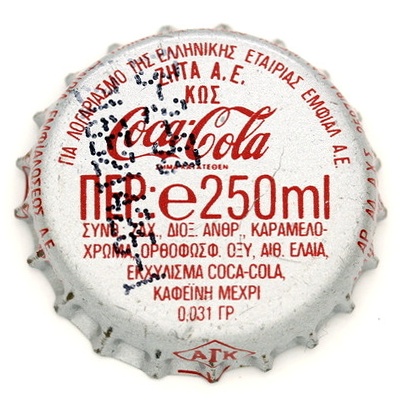 ΓΙΑ ΛΟΓΑΡΙΑΣΜΟ ΤΗΣ ΕΛΛΗΝΙΚΗΣ ΕΤΑΙΡΙΑΣ ΕΜΦΙΑΛ Α.Ε.
ΖΗΤΑ Α.Ε.
ΚΩΣ
Coca-Cola
ΠΕΡ: e250ml
ΣΥΝΘ. ΖΑΧ., ΔΙΟΞ. ΑΝΘΡ., ΚΑΡΑΜΕΛΟ-
ΧΡΩΜΑ, ΟΡΘΟΦΩΣΦ. ΟΞΥ, ΑΙΘ. ΕΛΑΙΑ,
ΕΚΧΥΛΙΣΜΑ COCA-COLA,
ΚΑΦΕΪΝΗ ΜΕΧΡΙ
0,031 ΓΡ.
ΑΓΚ